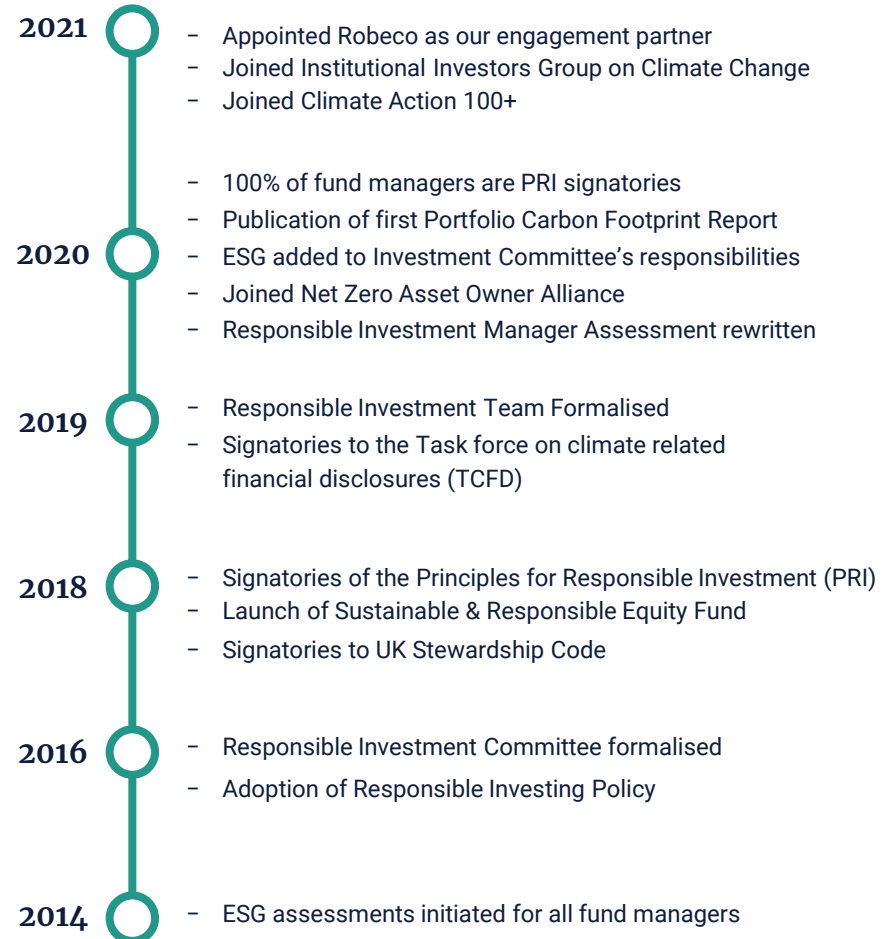 2021
- Appointed Robeco as our engagement partner
- Joined Institutional Investors Group on Climate Change
- Joined Climate Action 100+
2020
- 100% of fund managers are PRI signatories
- Publication of first Portfolio Carbon Footprint Report
- ESG added to Investment Committee’s responsibilities
- Joined Net Zero Asset Owner Alliance
- Responsible Investment Manager Assessment rewritten
2019
- Responsible Investment Team Formalised
- Signatories to the Task force on climate related
financial disclosures (TCFD)
2018
- Signatories of the Principles for Responsible Investment (PRI)
- Launch of Sustainable & Responsible Equity Fund
- Signatories to UK Stewardship Code
2016
- Responsible Investment Committee formalised
- Adoption of Responsible Investing Policy
2014
- ESG assessments initiated for all fund managers